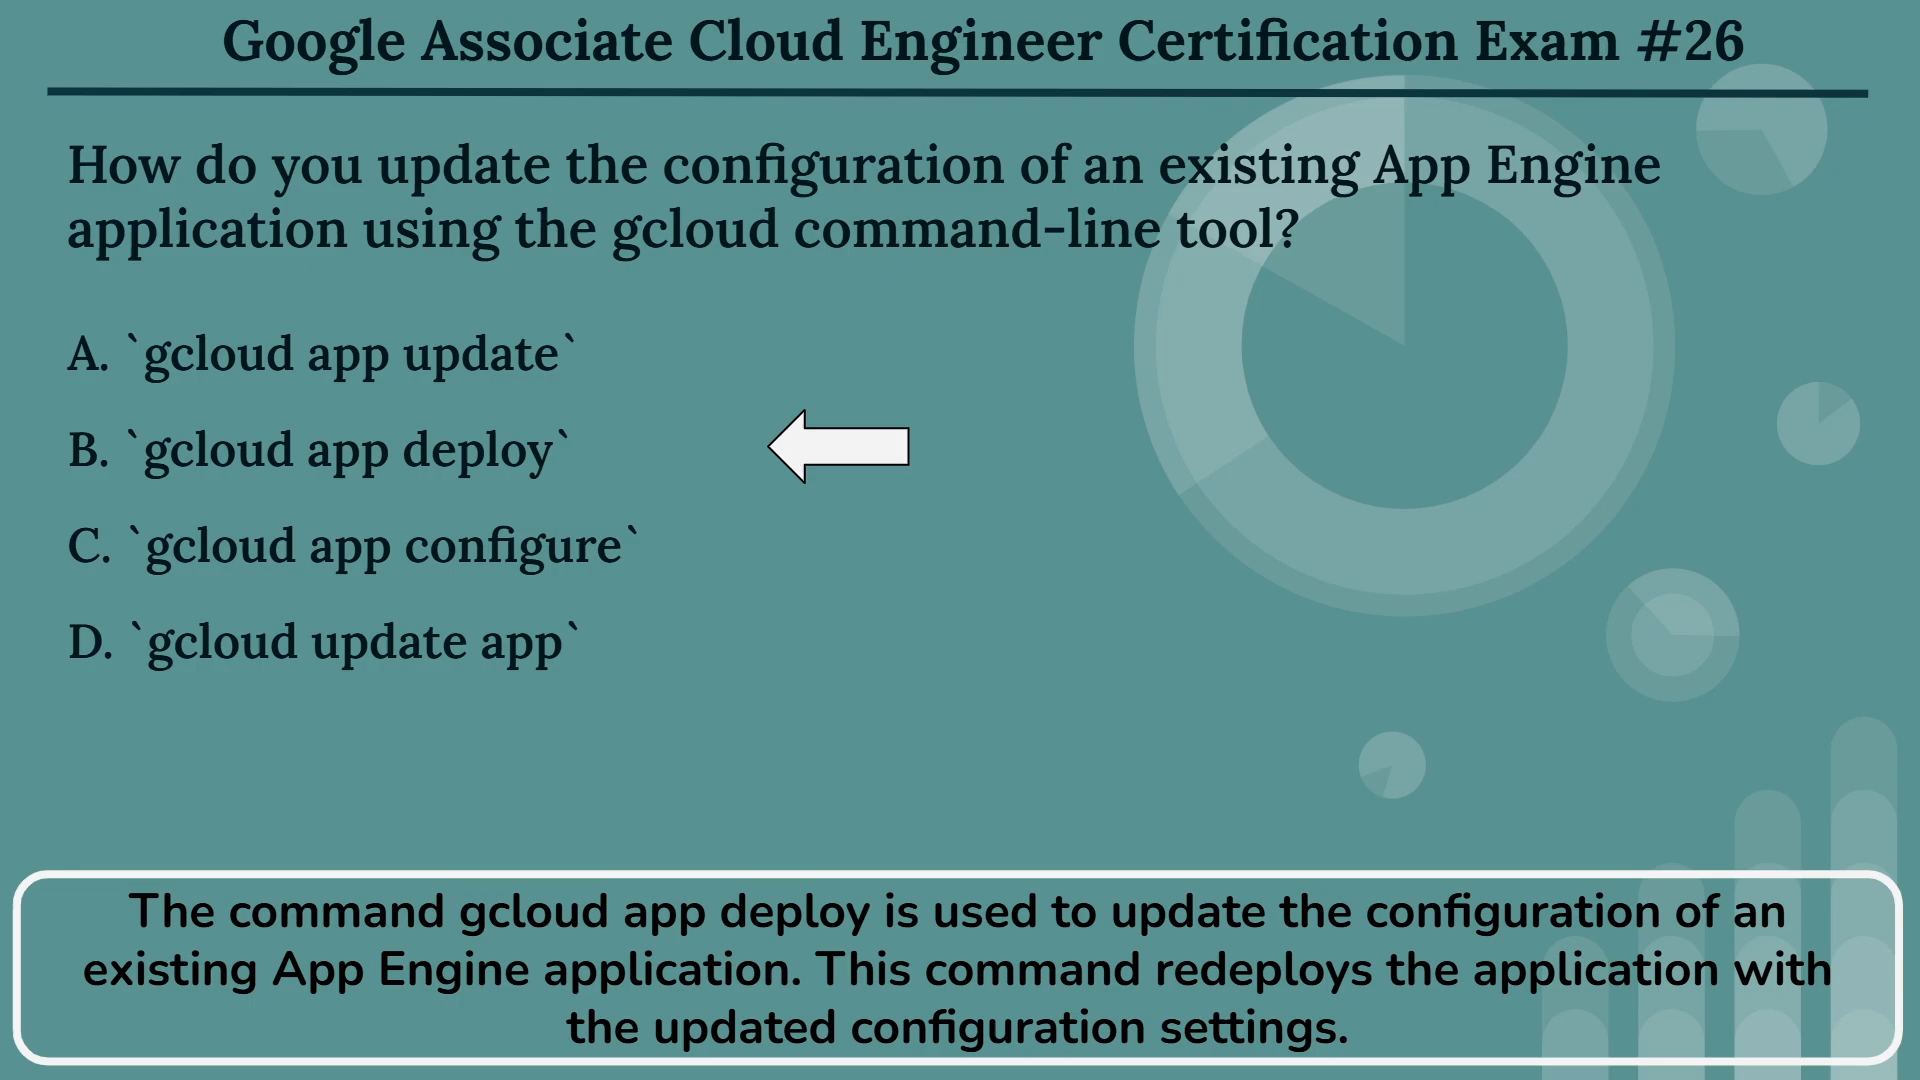 Google Associate Cloud Engineer Certification Exam #26
How do you update the configuration of an existing App Engine
application using the gcloud command-line tool?
A. `gcloud app update`
B. `gcloud app deploy`
C. `gcloud app configure`
D. `gcloud update app`
The command gcloud app deploy is used to update the configuration of an
existing App Engine application. This command redeploys the application with
the updated configuration settings.